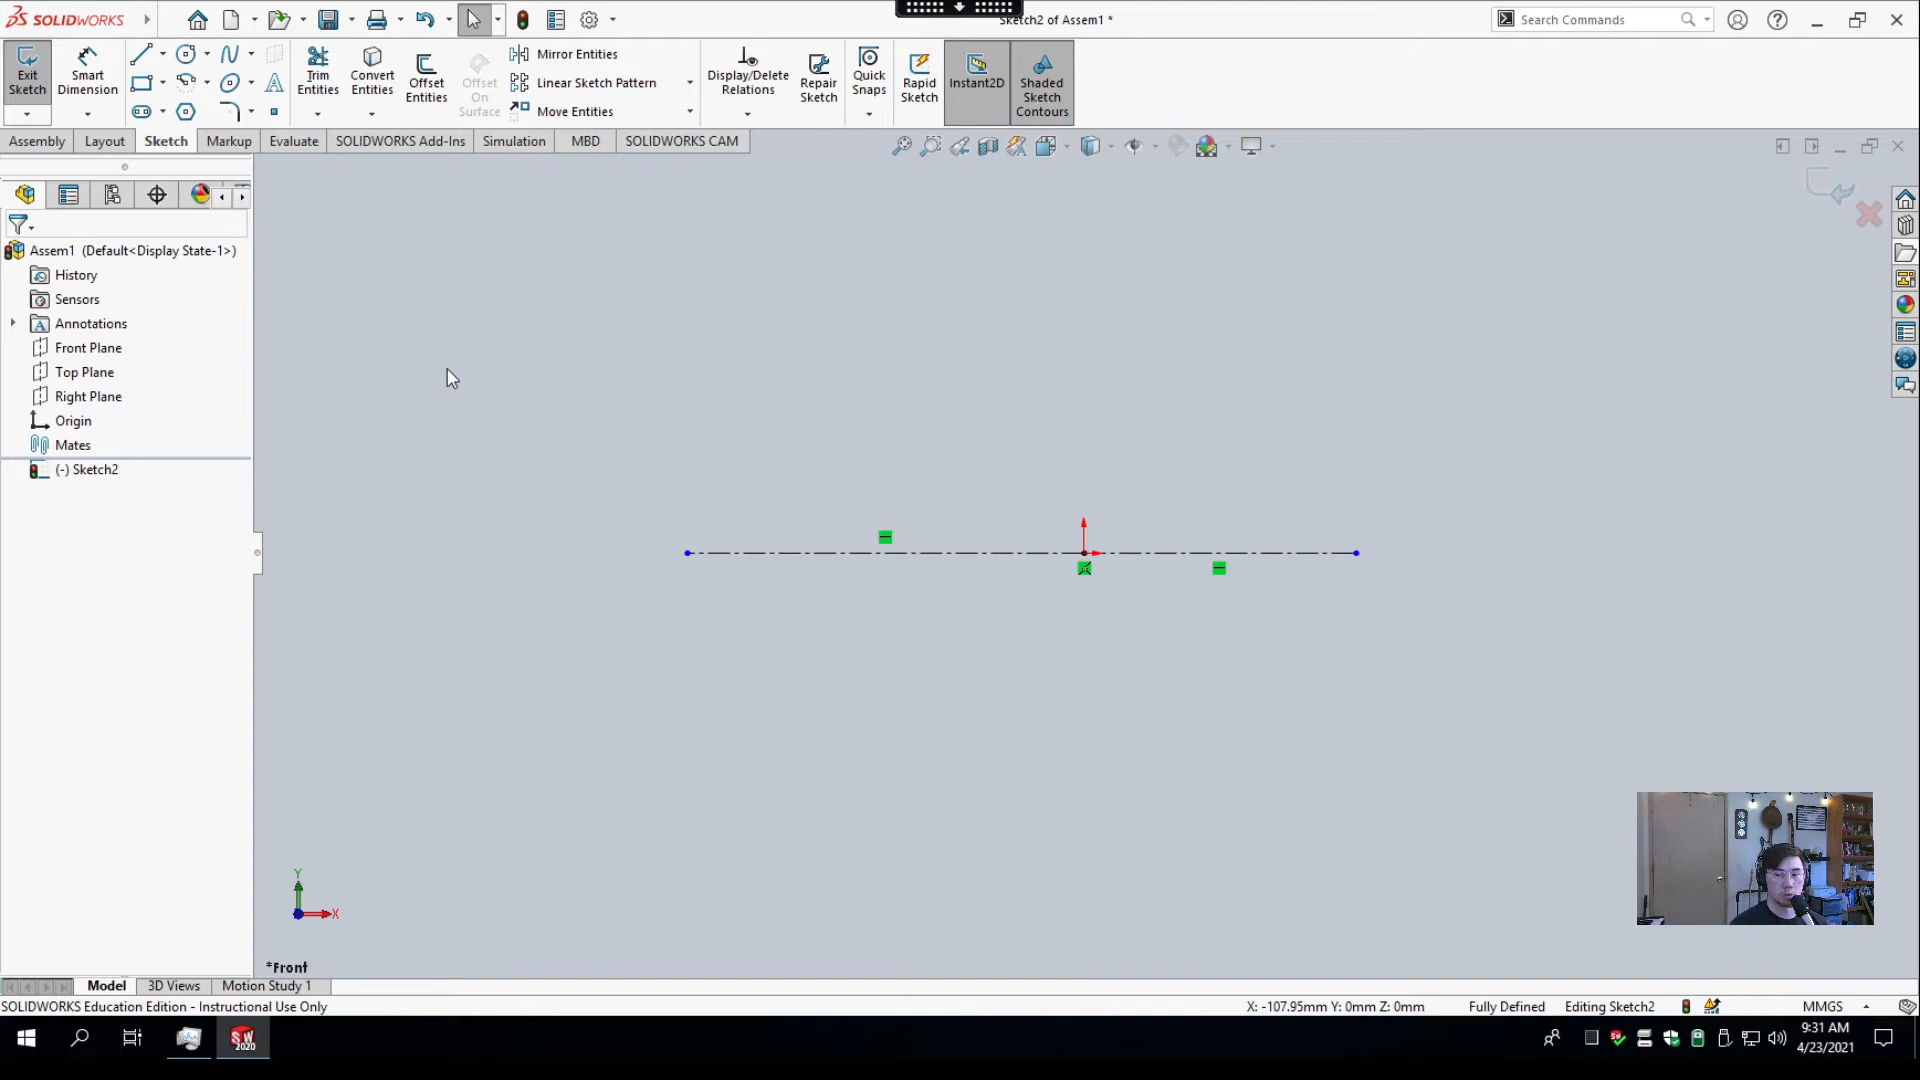 SOLIDWORKS
Sketch2 of Assem1 *
Search Commands
Exit Sketch
Smart Dimension
Trim Entities
Convert Entities
Offset Entities
Offset On Surface
Mirror Entities
Linear Sketch Pattern
Move Entities
Display/Delete Relations
Repair Sketch
Quick Snaps
Rapid Sketch
Instant2D
Shaded Sketch Contours
Assembly
Layout
Sketch
Markup
Evaluate
SOLIDWORKS Add-Ins
Simulation
MBD
SOLIDWORKS CAM
Assem1 (Default<Display State-1>)
History
Sensors
Annotations
Front Plane
Top Plane
Right Plane
Origin
Mates
(-) Sketch2
Y
X
*Front
Model
3D Views
Motion Study 1
SOLIDWORKS Education Edition - Instructional Use Only
X: -107.95mm Y: 0mm Z: 0mm
Fully Defined
Editing Sketch2
MMGS
SW 2020
9:31 AM
4/23/2021